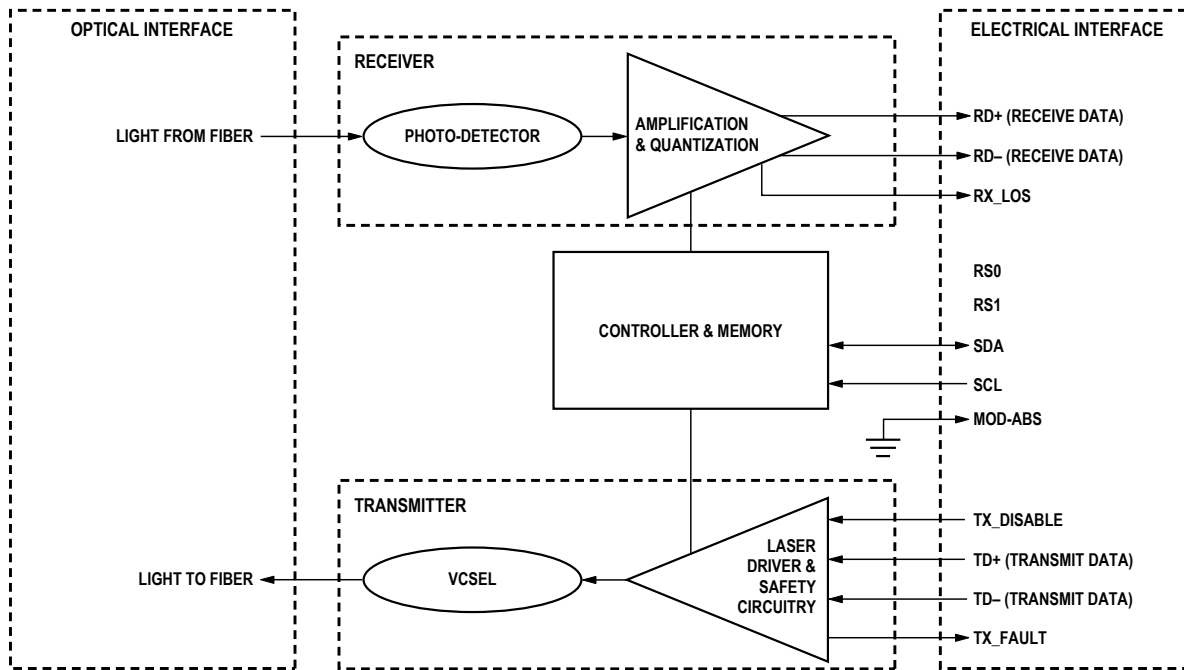 OPTICAL INTERFACE
LIGHT FROM FIBER
LIGHT TO FIBER
RECEIVER
PHOTO-DETECTOR
AMPLIFICATION
& QUANTIZATION
CONTROLLER & MEMORY
TRANSMITTER
VCSEL
LASER
DRIVER &
SAFETY
CIRCUITRY
ELECTRICAL INTERFACE
RD+ (RECEIVE DATA)
RD– (RECEIVE DATA)
RX_LOS
RS0
RS1
SDA
SCL
MOD-ABS
TX_DISABLE
TD+ (TRANSMIT DATA)
TD– (TRANSMIT DATA)
TX_FAULT